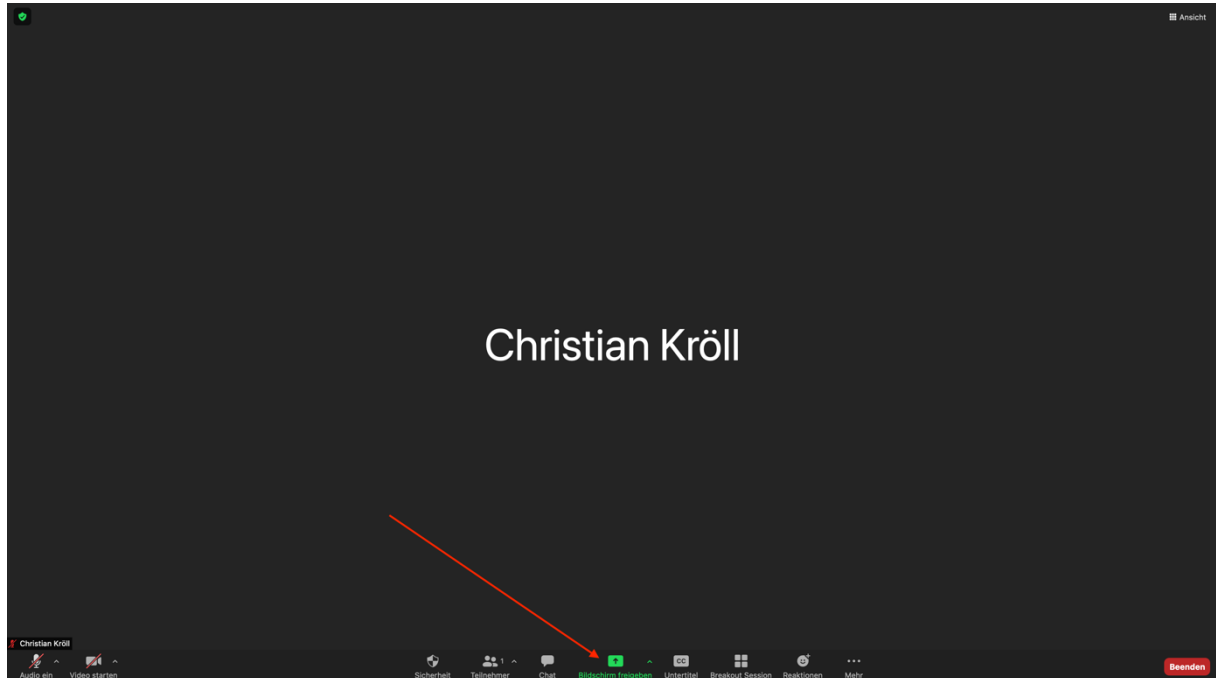 Ansicht
Christian Kröll
Christian Kröll
1
CC
Audio ein
Video starten
Sicherheit
Teilnehmer
Chat
Bildschirm freigeben
Untertitel
Breakout Session
Reaktionen
Mehr
Beenden